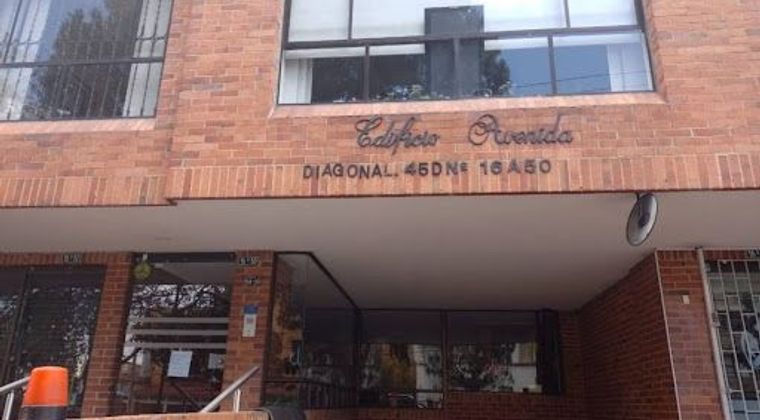 Edificio Avenida
DIAGONAL. 45D Nº 16A50